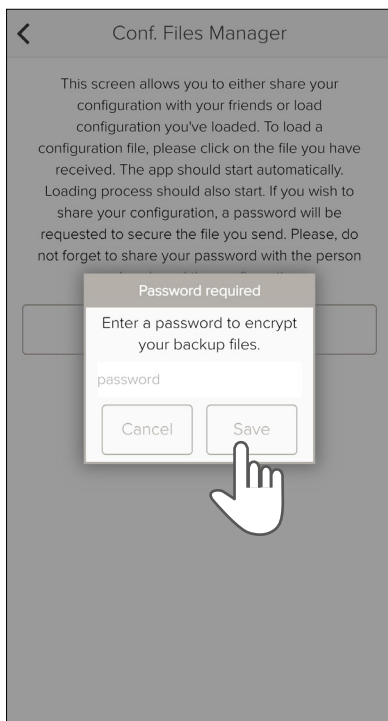 Conf. Files Manager
This screen allows you to either share your
configuration with your friends or load
configuration you've loaded. To load a
configuration file, please click on the file you have
received. The app should start automatically.
Loading process should also start. If you wish to
share your configuration, a password will be
requested to secure the file you send. Please, do
not forget to share your password with the person
Password required
Enter a password to encrypt
your backup files.
password
Cancel
Save